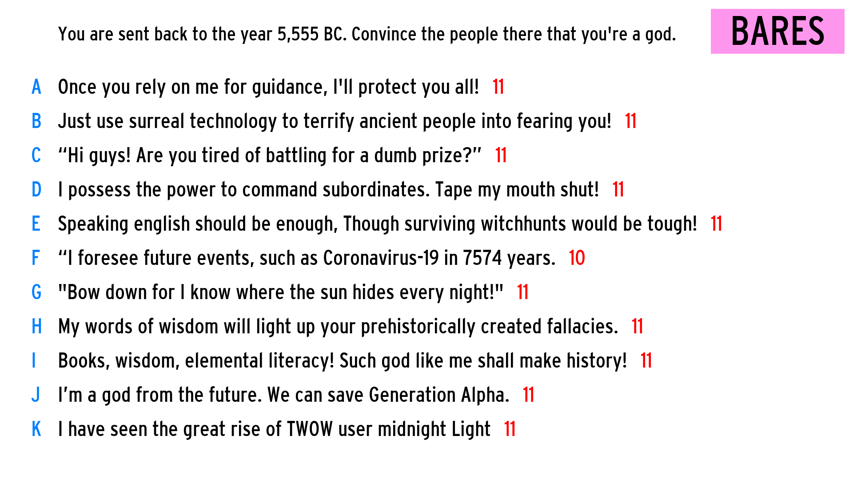 You are sent back to the year 5,555 BC. Convince the people there that you're a god.
BARES
A Once you rely on me for guidance, I'll protect you all! 11
B Just use surreal technology to terrify ancient people into fearing you! 11
C “Hi guys! Are you tired of battling for a dumb prize?” 11
D I possess the power to command subordinates. Tape my mouth shut! 11
E Speaking english should be enough, Though surviving witchhunts would be tough! 11
F “I foresee future events, such as Coronavirus-19 in 7574 years. 10
G "Bow down for I know where the sun hides every night!" 11
H My words of wisdom will light up your prehistorically created fallacies. 11
I Books, wisdom, elemental literacy! Such god like me shall make history! 11
J I’m a god from the future. We can save Generation Alpha. 11
K I have seen the great rise of TWOW user midnight Light 11